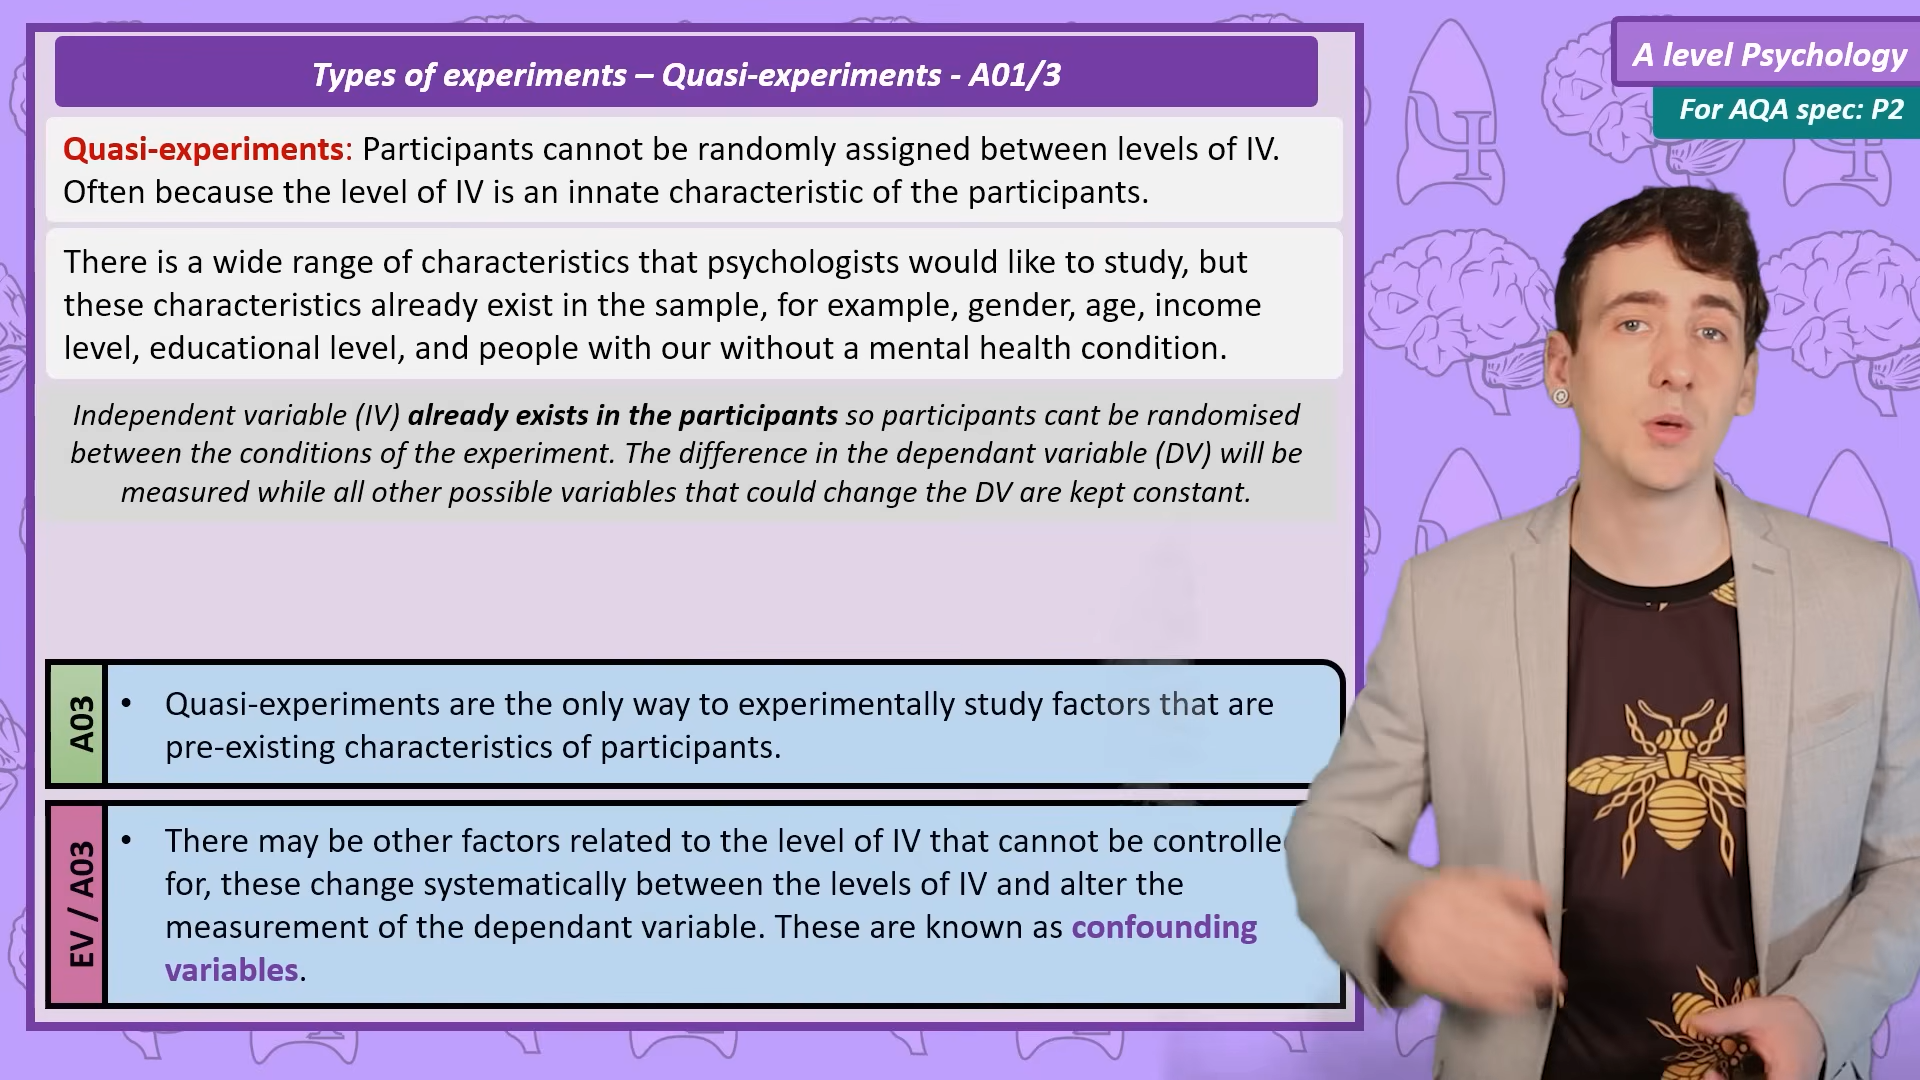 Types of experiments – Quasi-experiments - A01/3
A level Psychology
For AQA spec: P2
Quasi-experiments: Participants cannot be randomly assigned between levels of IV.
Often because the level of IV is an innate characteristic of the participants.
There is a wide range of characteristics that psychologists would like to study, but
these characteristics already exist in the sample, for example, gender, age, income
level, educational level, and people with our without a mental health condition.
Independent variable (IV) already exists in the participants so participants cant be randomised
between the conditions of the experiment. The difference in the dependant variable (DV) will be
measured while all other possible variables that could change the DV are kept constant.
A03
• Quasi-experiments are the only way to experimentally study factors that are
pre-existing characteristics of participants.
EV / A03
• There may be other factors related to the level of IV that cannot be controlle
for, these change systematically between the levels of IV and alter the
measurement of the dependant variable. These are known as confounding
variables.